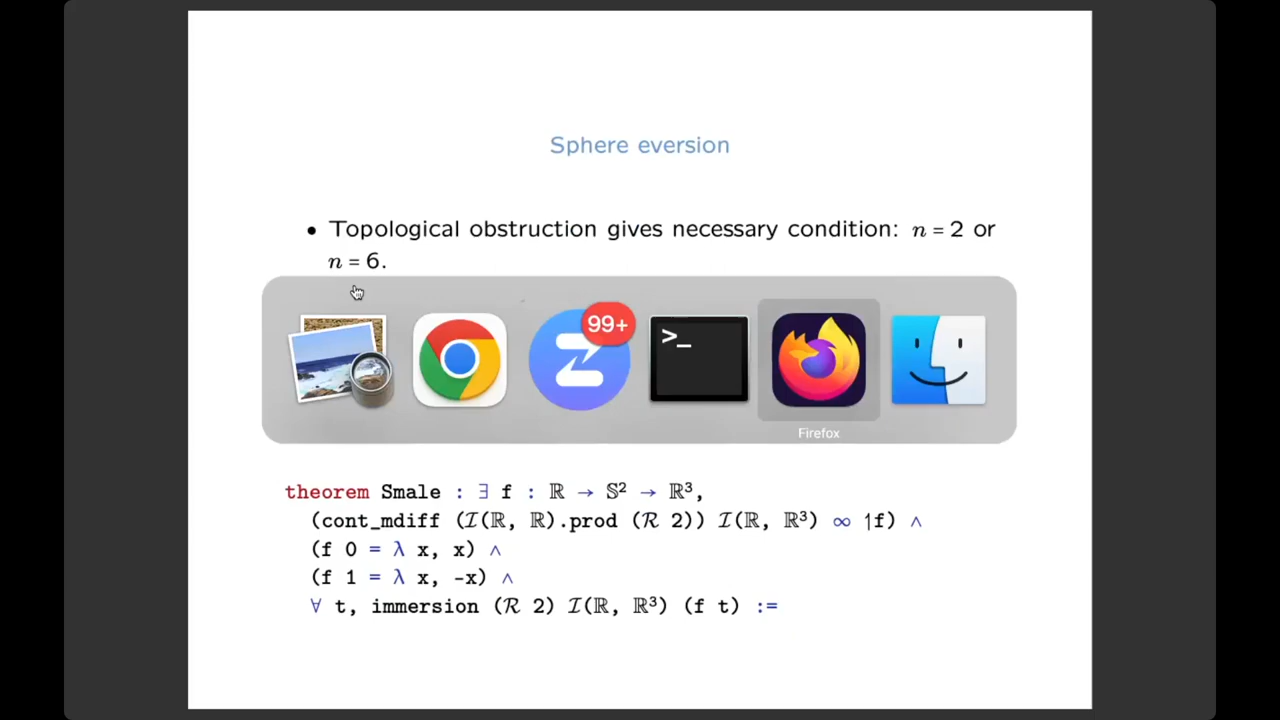 Sphere eversion
• Topological obstruction gives necessary condition: n = 2 or
n = 6.
99+
>_
Firefox
theorem Smale : ∃ f : ℝ → 𝕊² → ℝ³,
(cont_mdiff (𝓘(ℝ, ℝ).prod (𝓡 2)) 𝓘(ℝ, ℝ³) ∞ ↿f) ∧
(f 0 = λ x, x) ∧
(f 1 = λ x, -x) ∧
∀ t, immersion (𝓡 2) 𝓘(ℝ, ℝ³) (f t) :=